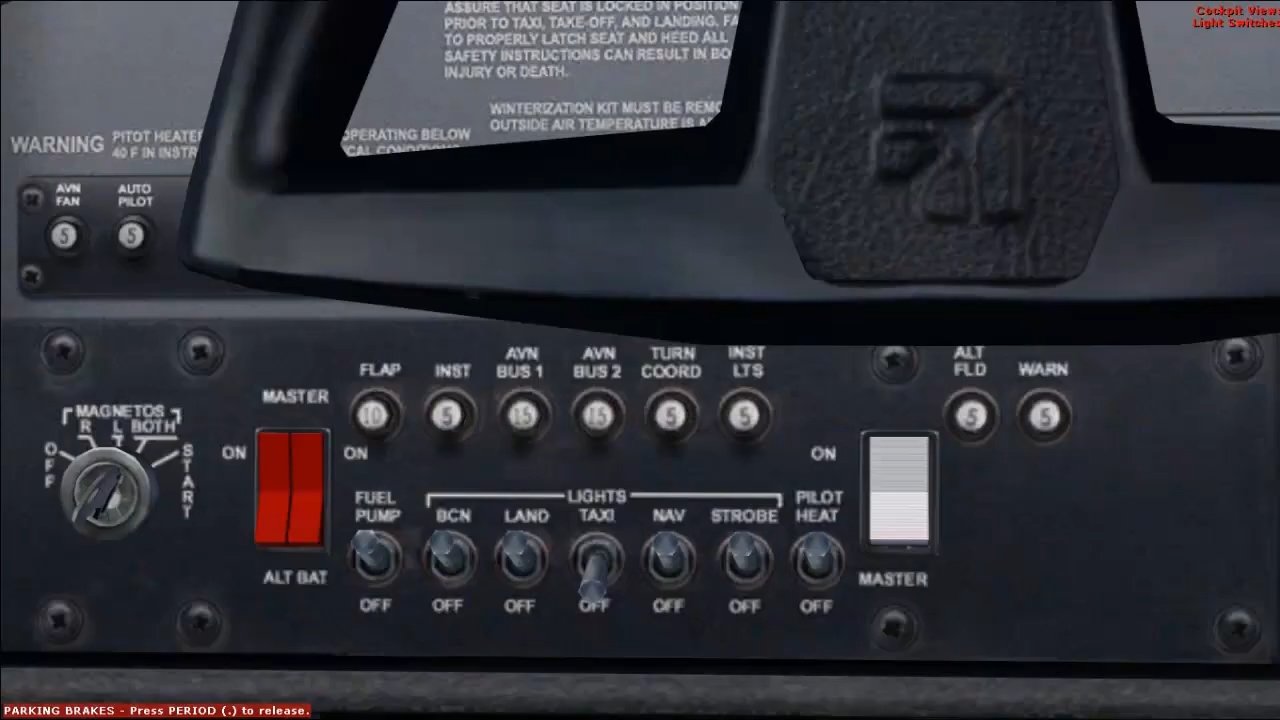 Cockpit View:
Light Switches
ASSURE THAT SEAT IS LOCKED IN POSITION
PRIOR TO TAXI, TAKE-OFF, AND LANDING.
TO PROPERLY LATCH SEAT AND HEED ALL
SAFETY INSTRUCTIONS CAN RESULT IN
INJURY OR DEATH.
WINTERIZATION KIT MUST BE
OUTSIDE AIR TEMPERATURE IS
WARNING
PITOT HEATER
40 F IN INSTR
OPERATING BELOW
AVN FAN
AUTO PILOT
5
5
FLAP
INST
AVN BUS 1
AVN BUS 2
TURN COORD
INST LTS
ALT FLD
WARN
10
5
15
15
5
5
5
5
MAGNETOS
R L BOTH
OFF
START
MASTER
ON
ON
ON
ALT BAT
LIGHTS
FUEL PUMP
BCN
LAND
TAXI
NAV
STROBE
PILOT HEAT
MASTER
OFF
OFF
OFF
OFF
OFF
OFF
OFF
PARKING BRAKES - Press PERIOD (.) to release.